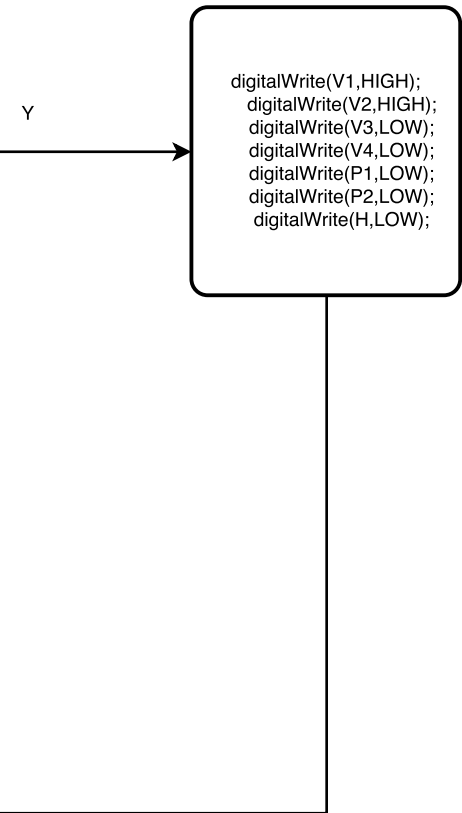 digitalWrite(V1,HIGH);
Y
digitalWrite(V2,HIGH);
digitalWrite(V3,LOW);
digitalWrite(V4,LOW);
digitalWrite(P1,LOW);
digitalWrite(P2,LOW);
digitalWrite(H,LOW);